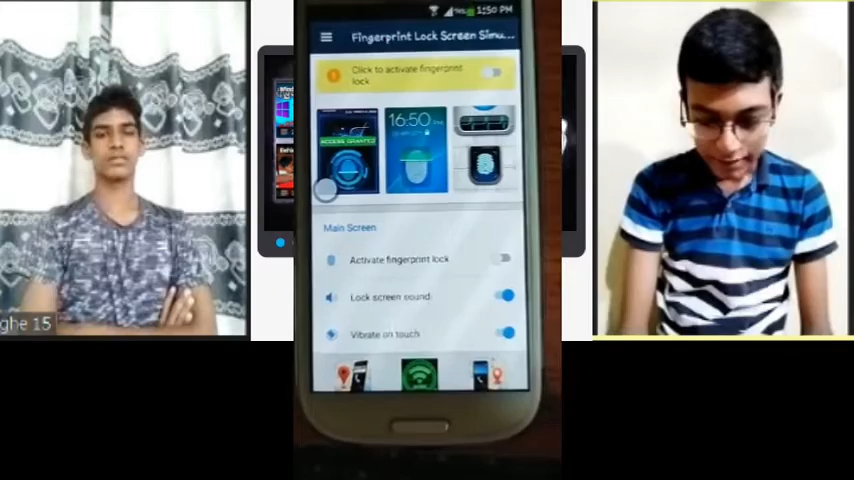 1:50 PM
Fingerprint Lock Screen Simu...
Click to activate fingerprint
lock
16:50
ACCESS GRANTED
Main Screen
Activate fingerprint lock
Lock screen sound
Vibrate on touch
ghe 15